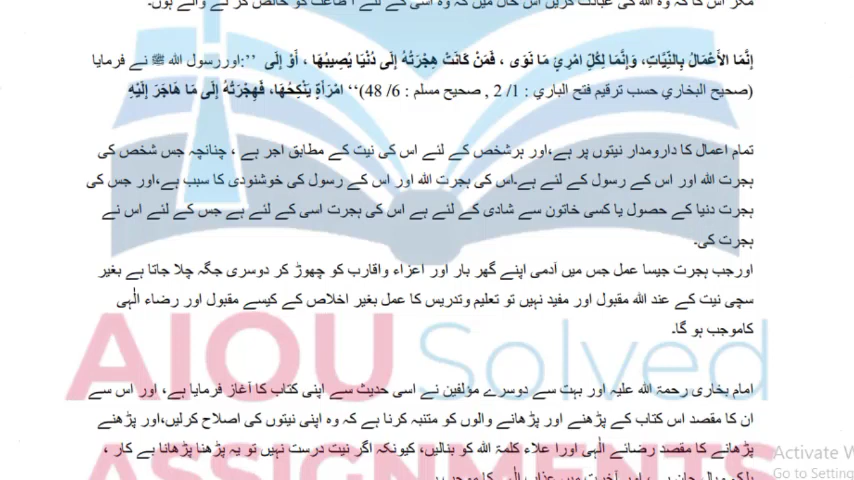 مگر اس کا کہ وہ اللہ کی عبادت کریں اس حال میں کہ وہ اسی کے لئے اطاعت کو خالص کرنے والے ہوں۔
اوررسول اللہ ﷺ نے فرمایا:’’ إِنَّمَا الأَعْمَالُ بِالنِّيَّاتِ، وَإِنَّمَا لِكُلِّ امْرِئٍ مَا نَوَى ، فَمَنْ كَانَتْ هِجْرَتُهُ إِلَى دُنْيَا يُصِيبُهَا ، أَوْ إِلَى
امْرَأَةٍ يَنْكِحُهَا، فَهِجْرَتُهُ إِلَى مَا هَاجَرَ إِلَيْهِ ‘‘(صحيح البخاري حسب ترقيم فتح الباري : 1/ 2 , صحيح مسلم : 6/ 48)
تمام اعمال کا دارومدار نیتوں پر ہے،اور ہرشخص کے لئے اس کی نیت کے مطابق اجر ہے ، چنانچہ جس شخص کی
ہجرت اللہ اور اس کے رسول کے لئے ہے۔اس کی ہجرت اللہ اور اس کے رسول کی خوشنودی کا سبب ہے،اور جس کی
ہجرت دنیا کے حصول یا کسی خاتون سے شادی کے لئے ہے اس کی ہجرت اسی کے لئے ہے جس کے لئے اس نے
ہجرت کی۔
اورجب ہجرت جیسا عمل جس میں آدمی اپنے گھر بار اور اعزاء واقارب کو چھوڑ کر دوسری جگہ چلا جاتا ہے بغیر
سچی نیت کے عند اللہ مقبول اور مفید نہیں تو تعلیم وتدریس کا عمل بغیر اخلاص کے کیسے مقبول اور رضاء الٰہی
کاموجب ہو گا۔
AIOU Solved
امام بخاری رحمۃ اللہ علیہ اور بہت سے دوسرے مؤلفین نے اسی حدیث سے اپنی کتاب کا آغاز فرمایا ہے، اور اس سے
ان کا مقصد اس کتاب کے پڑھنے اور پڑھانے والوں کو متنبہ کرنا ہے کہ وہ اپنی نیتوں کی اصلاح کرلیں،اور پڑھنے
پڑھانے کا مقصد رضائے الٰہی اورا علاء کلمۃ اللہ کو بنالیں، کیونکہ اگر نیت درست نہیں تو یہ پڑھنا پڑھانا بے کار ،
ASSIGNMENTS
Activate W
Go to Setting